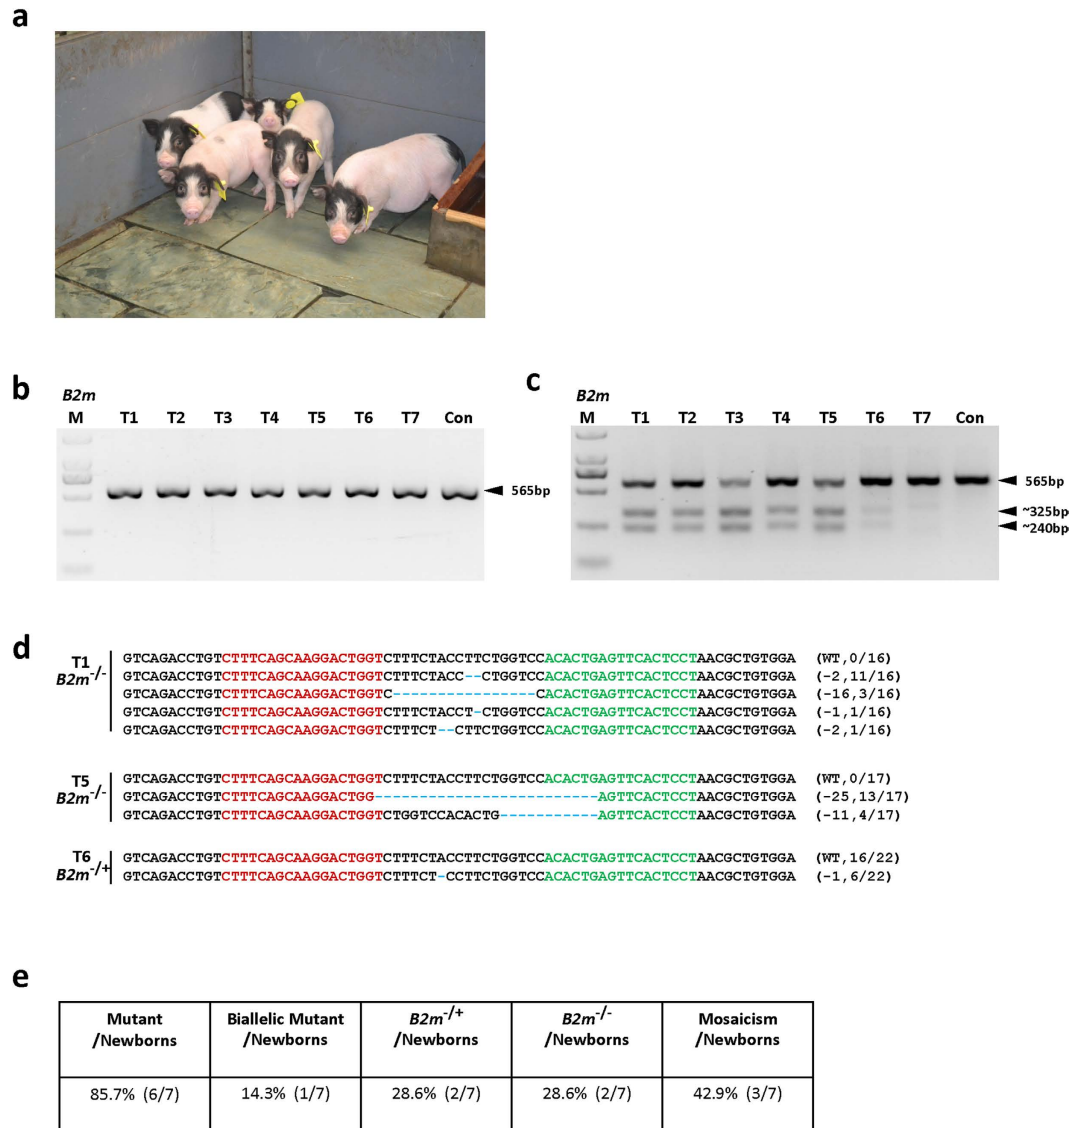 a
b
B2m
M T1 T2 T3 T4 T5 T6 T7 Con
565bp
c
B2m
M T1 T2 T3 T4 T5 T6 T7 Con
565bp
~325bp
~240bp
d
T1
B2m-/-
GTCAGACCTGTCTTTCAGCAAGGACTGGTCTTTCTACCTTCTGGTCCACACTGAGTTCACTCCTAACGCTGTGGA (WT,0/16)
GTCAGACCTGTCTTTCAGCAAGGACTGGTCTTTCTACC--CTGGTCCACACTGAGTTCACTCCTAACGCTGTGGA (-2,11/16)
GTCAGACCTGTCTTTCAGCAAGGACTGGTC----------------CACACTGAGTTCACTCCTAACGCTGTGGA (-16,3/16)
GTCAGACCTGTCTTTCAGCAAGGACTGGTCTTTCTACCT-CTGGTCCACACTGAGTTCACTCCTAACGCTGTGGA (-1,1/16)
GTCAGACCTGTCTTTCAGCAAGGACTGGTCTTTCT--CTTCTGGTCCACACTGAGTTCACTCCTAACGCTGTGGA (-2,1/16)
T5
B2m-/-
GTCAGACCTGTCTTTCAGCAAGGACTGGTCTTTCTACCTTCTGGTCCACACTGAGTTCACTCCTAACGCTGTGGA (WT,0/17)
GTCAGACCTGTCTTTCAGCAAGGACTGG-------------------------AGTTCACTCCTAACGCTGTGGA (-25,13/17)
GTCAGACCTGTCTTTCAGCAAGGACTGGTCTGGTCCACACTG-----------AGTTCACTCCTAACGCTGTGGA (-11,4/17)
T6
B2m-/+
GTCAGACCTGTCTTTCAGCAAGGACTGGTCTTTCTACCTTCTGGTCCACACTGAGTTCACTCCTAACGCTGTGGA (WT,16/22)
GTCAGACCTGTCTTTCAGCAAGGACTGGTCTTTCT-CCTTCTGGTCCACACTGAGTTCACTCCTAACGCTGTGGA (-1,6/22)
e
Mutant
/Newborns
Biallelic Mutant
/Newborns
B2m-/+
/Newborns
B2m-/-
/Newborns
Mosaicism
/Newborns
85.7% (6/7) 14.3% (1/7) 28.6% (2/7) 28.6% (2/7) 42.9% (3/7)